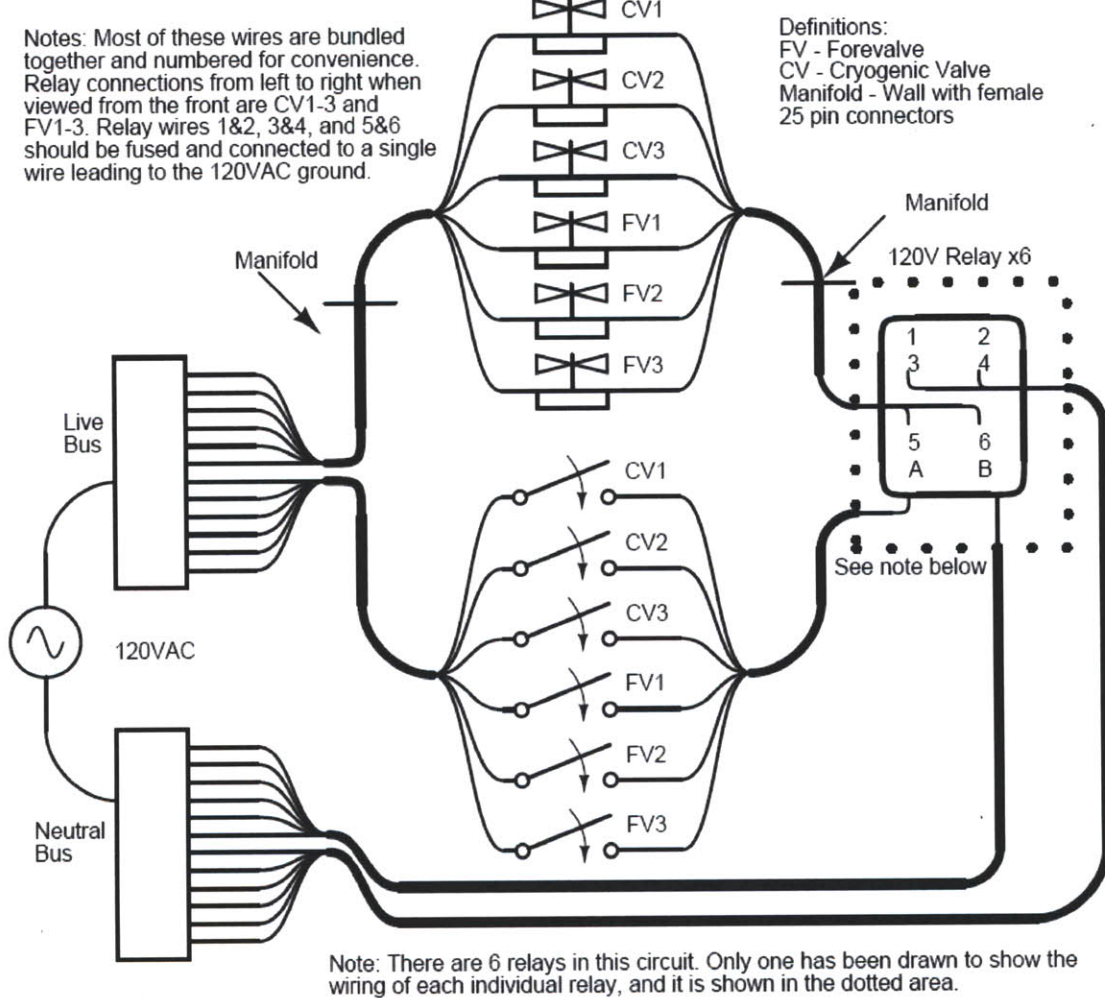 Notes: Most of these wires are bundled
together and numbered for convenience.
Relay connections from left to right when
viewed from the front are CV1-3 and
FV1-3. Relay wires 1&2, 3&4, and 5&6
should be fused and connected to a single
wire leading to the 120VAC ground.
Definitions:
FV - Forevalve
CV - Cryogenic Valve
Manifold - Wall with female
25 pin connectors
CV1
CV2
CV3
FV1
FV2
FV3
Manifold
Manifold
120V Relay x6
1 2
3 4
5 6
A B
See note below
Live
Bus
120VAC
Neutral
Bus
CV1
CV2
CV3
FV1
FV2
FV3
Note: There are 6 relays in this circuit. Only one has been drawn to show the
wiring of each individual relay, and it is shown in the dotted area.